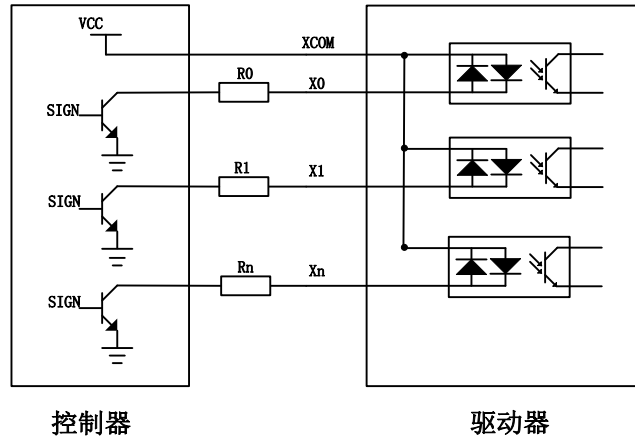 VCC
XCOM
R0
X0
SIGN
R1
X1
SIGN
Rn
Xn
SIGN
控制器
驱动器